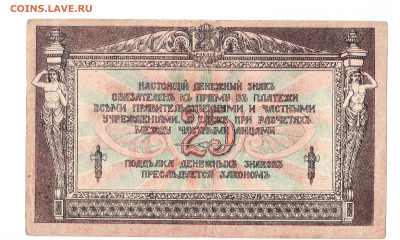 COINS.LAVE.RU
25
НАСТОЯЩІЙ ДЕНЕЖНЫЙ ЗНАКЪ
ОБЯЗАТЕЛЕНЪ КЪ ПРІЕМУ ВЪ ПЛАТЕЖИ
ВСѢМИ ПРАВИТЕЛЬСТВЕННЫМИ И ЧАСТНЫМИ
УЧРЕЖДЕНІЯМИ, А ТАКЖЕ ПРИ РАСЧЕТАХЪ
МЕЖДУ ЧАСТНЫМИ ЛИЦАМИ
25
ПОДДѢЛКА ДЕНЕЖНЫХЪ ЗНАКОВЪ
ПРЕСЛѢДУЕТСЯ ЗАКОНОМЪ